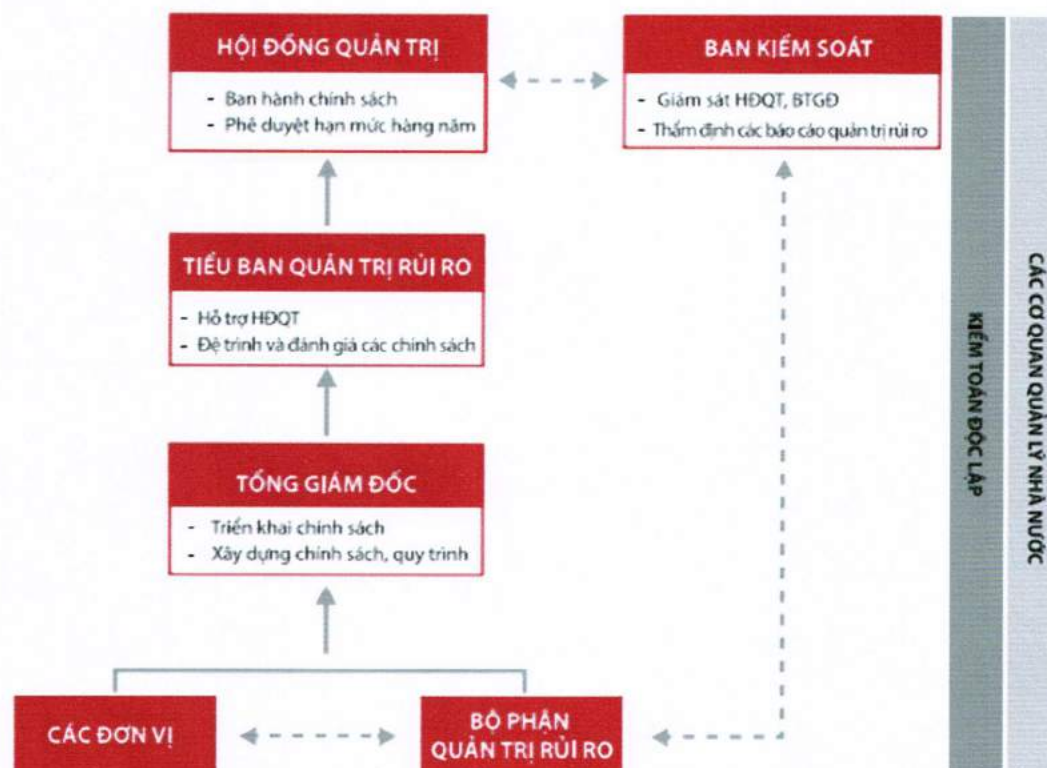 HỘI ĐỒNG QUẢN TRỊ
- Ban hành chính sách
- Phê duyệt hạn mức hàng năm
BAN KIỂM SOÁT
- Giám sát HĐQT, BTGĐ
- Thẩm định các báo cáo quản trị rủi ro
TIỂU BAN QUẢN TRỊ RỦI RO
- Hỗ trợ HĐQT
- Đệ trình và đánh giá các chính sách
TỔNG GIÁM ĐỐC
- Triển khai chính sách
- Xây dựng chính sách, quy trình
CÁC ĐƠN VỊ
BỘ PHẬN
QUẢN TRỊ RỦI RO
KIỂM TOÁN ĐỘC LẬP
CÁC CƠ QUAN QUẢN LÝ NHÀ NƯỚC